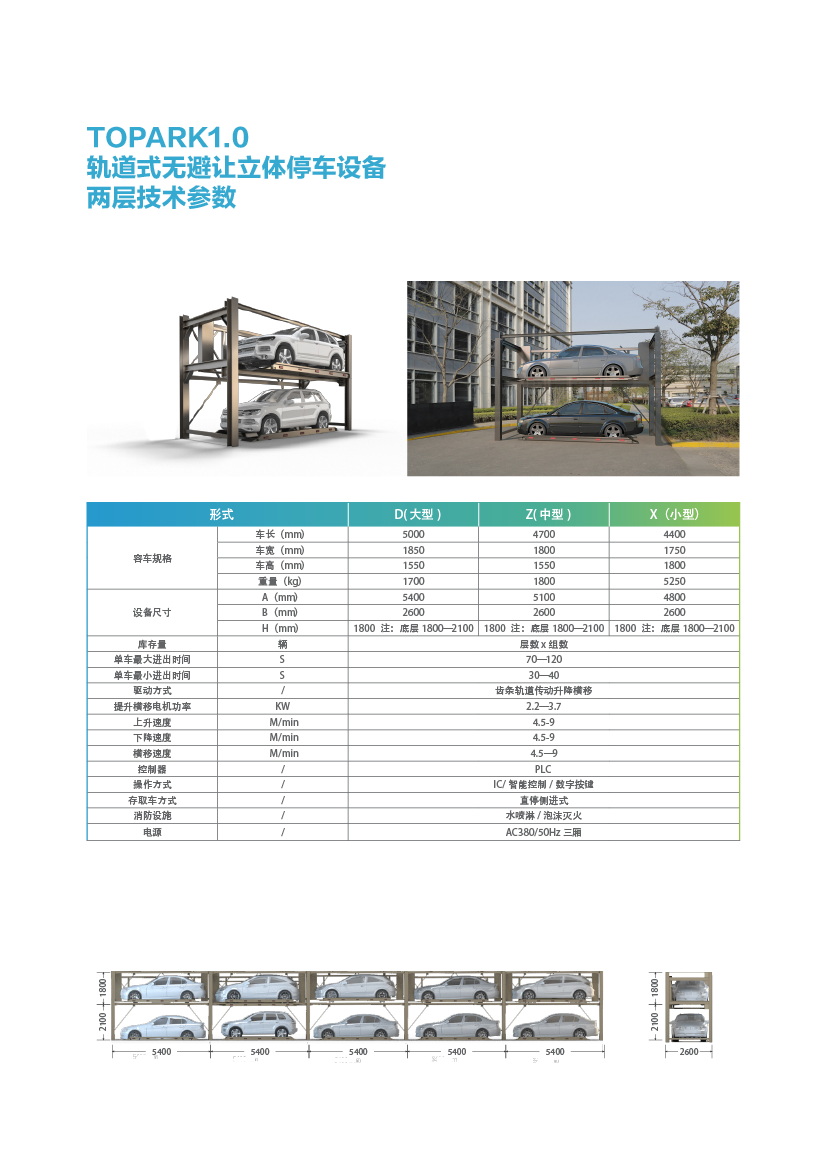 TOPARK1.0
轨道式无避让立体停车设备
两层技术参数
形式 D( 大型 ) Z( 中型 ) X（小型）
容车规格 车长（mm） 5000 4700 4400
车宽（mm） 1850 1800 1750
车高（mm） 1550 1550 1800
重量（kg） 1700 1800 5250
设备尺寸 A（mm） 5400 5100 4800
B（mm） 2600 2600 2600
H（mm） 1800 注：底层 1800—2100 1800 注：底层 1800—2100 1800 注：底层 1800—2100
库存量 辆 层数 x 组数
单车最大进出时间 S 70—120
单车最小进出时间 S 30—40
驱动方式 / 齿条轨道传动升降横移
提升横移电机功率 KW 2.2—3.7
上升速度 M/min 4.5-9
下降速度 M/min 4.5-9
横移速度 M/min 4.5—9
控制器 / PLC
操作方式 / IC/ 智能控制 / 数字按键
存取车方式 / 直停侧进式
消防设施 / 水喷淋 / 泡沫灭火
电源 / AC380/50Hz 三厢
1800 1800
2100 2100
5400 5400 5400 5400 5400 2600